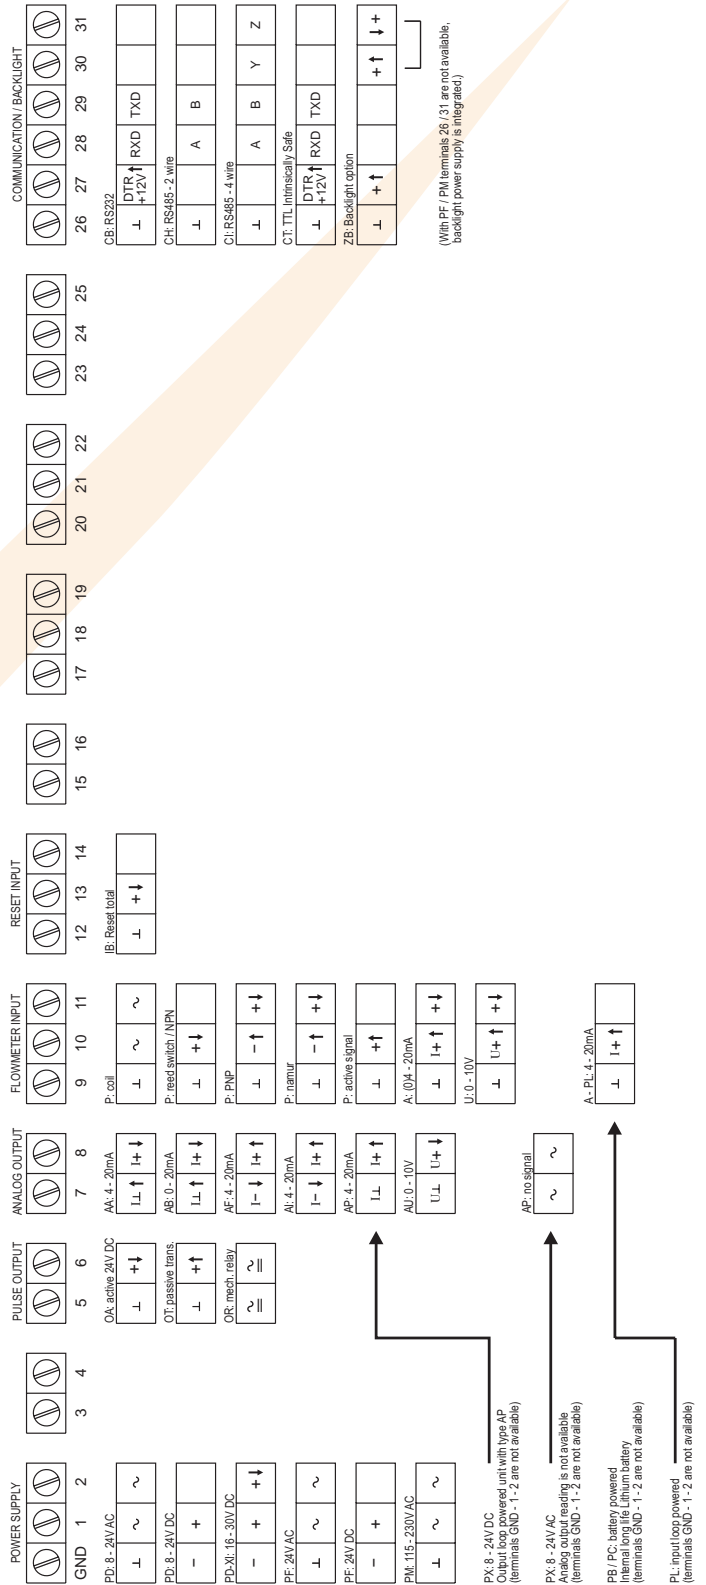 POWER SUPPLY
GND 1 2
PD: 8 - 24V AC
⊥ ~ ~
PD: 8 - 24V DC
− +
PD-XI: 16 - 30V DC
− + +↓
PF: 24V AC
⊥ ~ ~
PF: 24V DC
− +
PM: 115 - 230V AC
⊥ ~ ~
PX: 8 - 24V DC
Output loop powered unit with type AP
(terminals GND - 1 - 2 are not available)
PX: 8 - 24V AC
Analog output reading is not available
(terminals GND - 1 - 2 are not available)
PB / PC: battery powered
Internal long life Lithium battery
(terminals GND - 1 - 2 are not available)
PL: input loop powered
(terminals GND - 1 - 2 are not available)
3 4
PULSE OUTPUT
5 6
OA: active 24V DC
⊥ +↓
OT: passive trans.
⊥ +↑
OR: mech. relay
~= ~=
ANALOG OUTPUT
7 8
AA: 4 - 20mA
I⊥↑ I+↓
AB: 0 - 20mA
I⊥↑ I+↓
AF: 4 - 20mA
I−↓ I+↑
AI: 4 - 20mA
I−↓ I+↑
AP: 4 - 20mA
I⊥ I+↑
AU: 0 - 10V
U⊥ U+↓
AP: no signal
~ ~
FLOWMETER INPUT
9 10 11
P: coil
⊥ ~ ~
P: reed switch / NPN
⊥ +↓
P: PNP
⊥ −↑ +↓
P: namur
⊥ −↑ +↓
P: active signal
⊥ +↑
A: (0)4 - 20mA
⊥ I+↑ +↓
U: 0 - 10V
⊥ U+↑ +↓
A - PL: 4 - 20mA
⊥ I+↑
RESET INPUT
12 13 14
IB: Reset total
⊥ +↓
15 16
17 18 19
20 21 22
23 24 25
COMMUNICATION / BACKLIGHT
26 27 28 29 30 31
CB: RS232
⊥ DTR +12V↑ RXD TXD
CH: RS485 - 2 wire
⊥ A B
CI: RS485 - 4 wire
⊥ A B Y Z
CT: TTL Intrinsically Safe
⊥ DTR +12V↑ RXD TXD
ZB: Backlight option
⊥ +↑ +↑ ↓+
(With PF / PM terminals 26 / 31 are not available,
backlight power supply is integrated.)